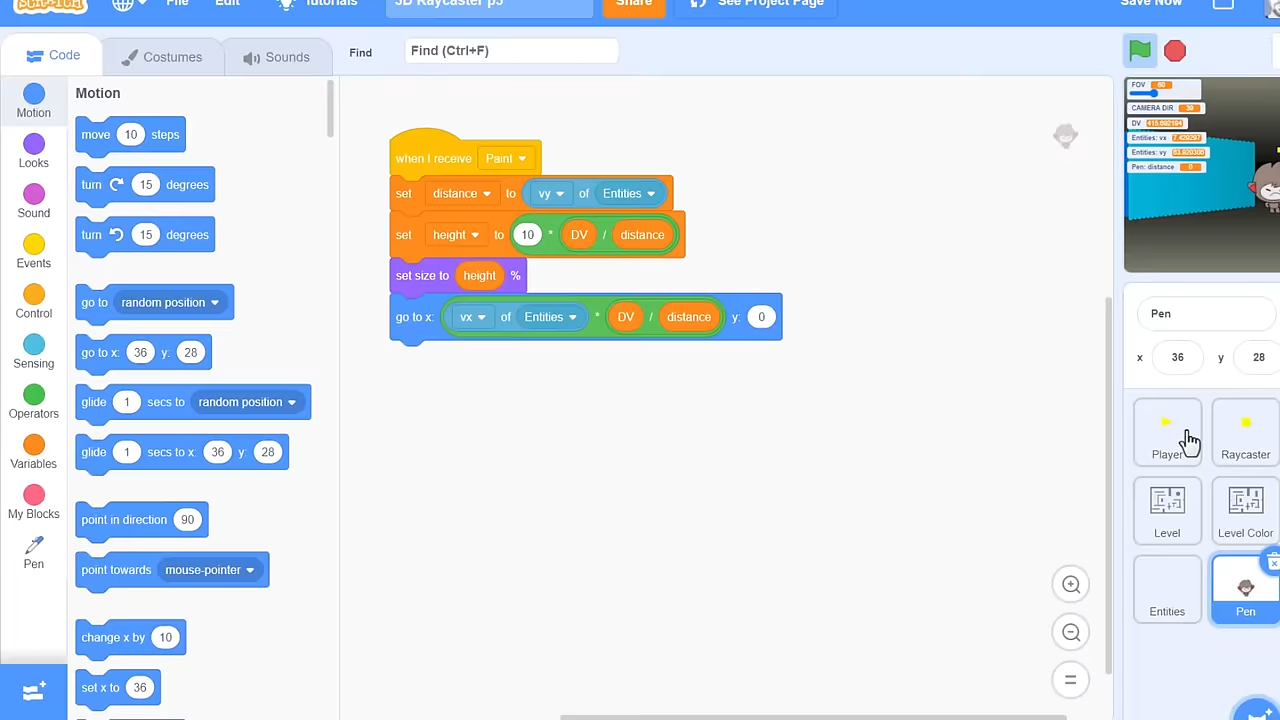 SCRATCH
File
Edit
Tutorials
3D Raycaster p5
Share
See Project Page
Save Now
Code
Costumes
Sounds
Find
Find (Ctrl+F)
Motion
Looks
Sound
Events
Control
Sensing
Operators
Variables
My Blocks
Pen
Motion
move 10 steps
turn 15 degrees
turn 15 degrees
go to random position
go to x: 36 y: 28
glide 1 secs to random position
glide 1 secs to x: 36 y: 28
point in direction 90
point towards mouse-pointer
change x by 10
set x to 36
when I receive Paint
set distance to vy of Entities
set height to 10 * DV / distance
set size to height %
go to x: vx of Entities * DV / distance y: 0
FOV 60
CAMERA DIR 39
DV
Entities: vx
Entities: vy
Pen: distance 0
Pen
x 36 y 28
Player
Raycaster
Level
Level Color
Entities
Pen